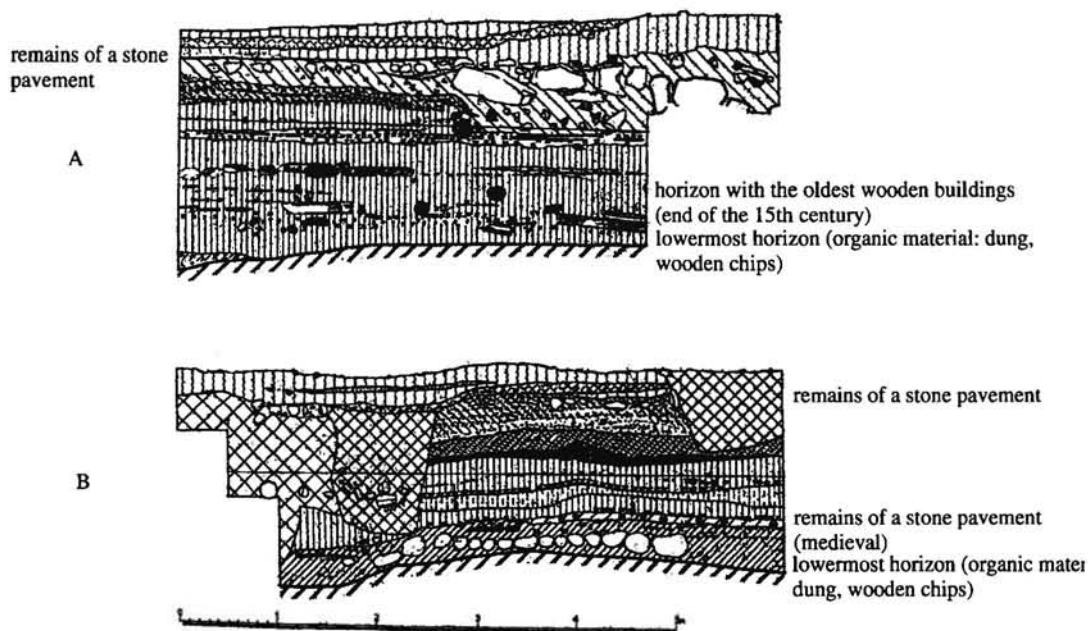 remains of a stone
pavement
A
horizon with the oldest wooden buildings
(end of the 15th century)
lowermost horizon (organic material: dung,
wooden chips)
remains of a stone pavement
B
remains of a stone pavement
(medieval)
lowermost horizon (organic mater
dung, wooden chips)
0 1 2 3 4 5m